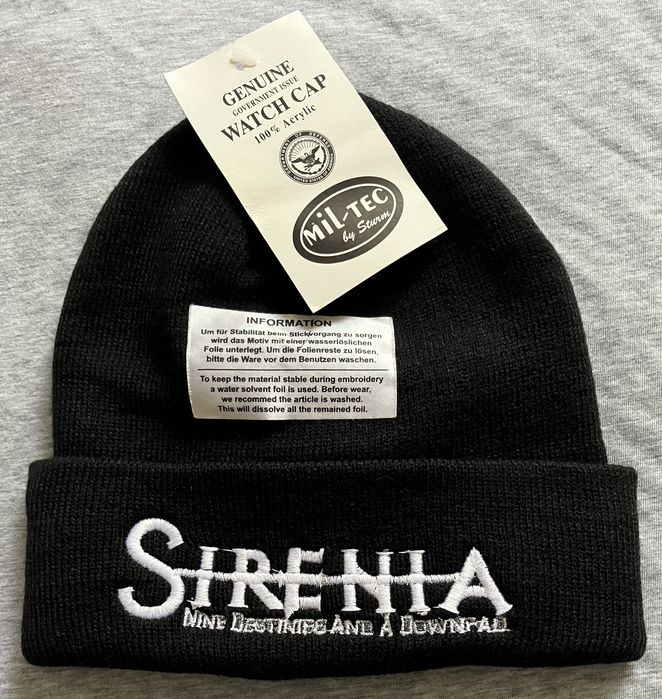 GENUINE
GOVERNMENT ISSUE
WATCH CAP
100% Acrylic
MIL-TEC
by Sturm
INFORMATION
Um für Stabilität beim Stickvorgang zu sorgen
wird das Motiv mit einer wasserlöslichen
Folie unterlegt. Um die Folienreste zu lösen,
bitte die Ware vor dem Benutzen waschen.
To keep the material stable during embroidery
a water solvent foil is used. Before wear,
we recommed the article is washed.
This will dissolve all the remained foil.
SIRENIA
NINE DESTINIES AND A DOWNFALL